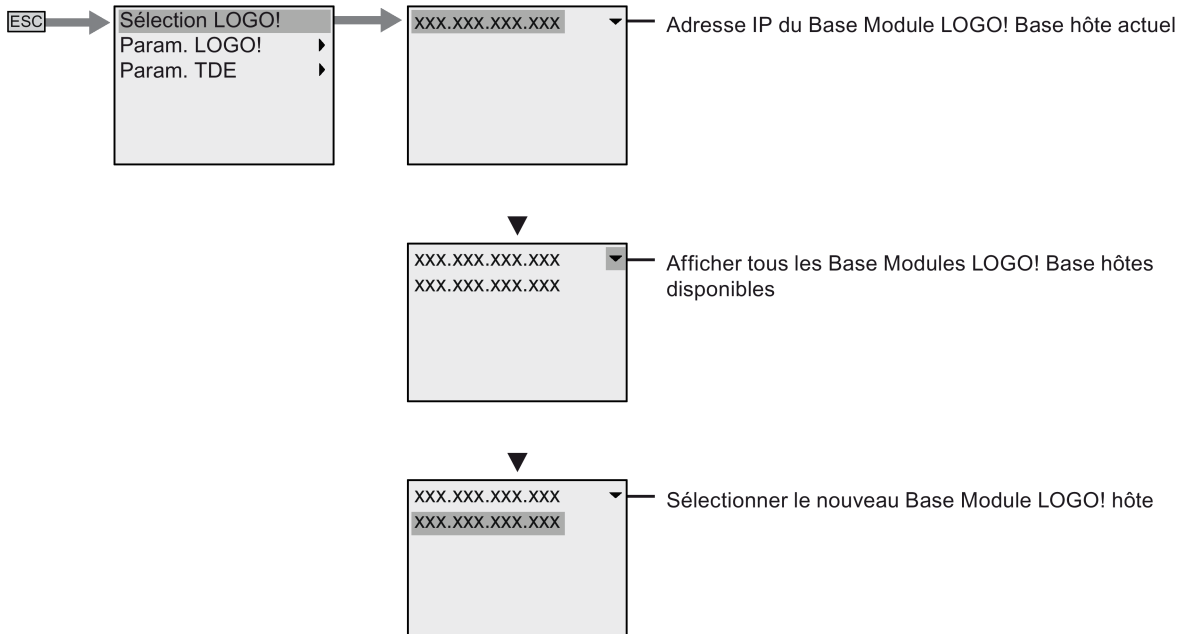 ESC
Sélection LOGO!
Param. LOGO!
Param. TDE
xxx.xxx.xxx.xxx
Adresse IP du Base Module LOGO! Base hôte actuel
xxx.xxx.xxx.xxx
xxx.xxx.xxx.xxx
Afficher tous les Base Modules LOGO! Base hôtes
disponibles
xxx.xxx.xxx.xxx
xxx.xxx.xxx.xxx
Sélectionner le nouveau Base Module LOGO! hôte